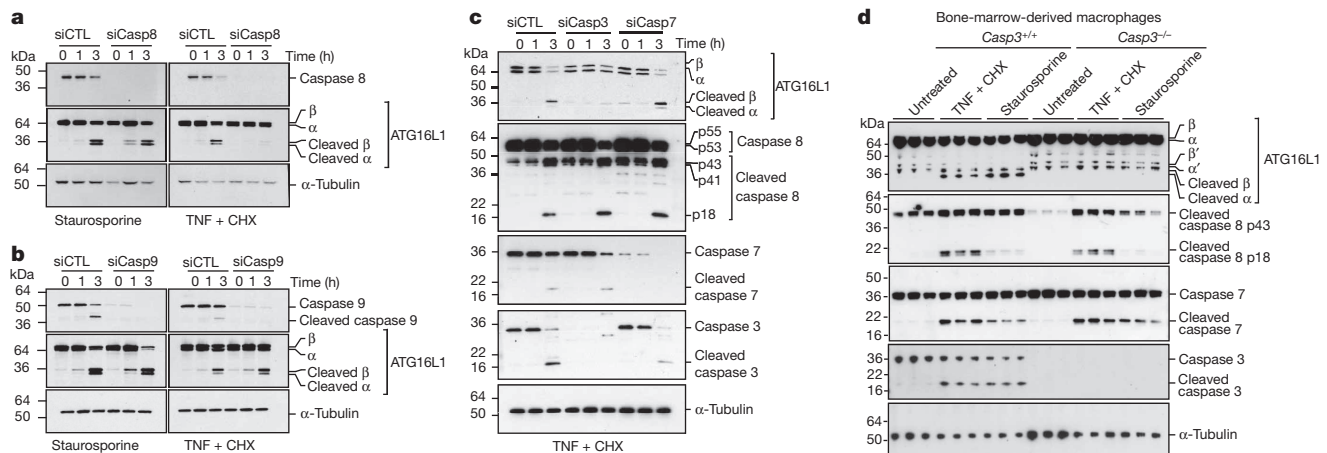 a
siCTL siCasp8 siCTL siCasp8
kDa 0 1 3 0 1 3 0 1 3 0 1 3 Time (h)
50
36
Caspase 8
64
36
β
α
Cleaved β
Cleaved α
ATG16L1
64
50
α-Tubulin
Staurosporine TNF + CHX
b
siCTL siCasp9 siCTL siCasp9
kDa 0 1 3 0 1 3 0 1 3 0 1 3 Time (h)
64
50
36
Caspase 9
Cleaved caspase 9
64
36
β
α
Cleaved β
Cleaved α
ATG16L1
64
50
α-Tubulin
Staurosporine TNF + CHX
c
siCTL siCasp3 siCasp7
kDa 0 1 3 0 1 3 0 1 3 Time (h)
64
36
β
α
Cleaved β
Cleaved α
ATG16L1
64
50
36
22
16
p55
p53
Caspase 8
p43
p41
p18
Cleaved
caspase 8
36
22
16
Caspase 7
Cleaved
caspase 7
36
22
16
Caspase 3
Cleaved
caspase 3
64
50
α-Tubulin
TNF + CHX
d
Bone-marrow-derived macrophages
Casp3+/+ Casp3–/–
Untreated TNF + CHX Staurosporine Untreated TNF + CHX Staurosporine
kDa
64
50
36
β
α
β′
α′
Cleaved β
Cleaved α
ATG16L1
50
36
22
Cleaved
caspase 8 p43
Cleaved
caspase 8 p18
50
36
22
16
Caspase 7
Cleaved
caspase 7
36
22
16
Caspase 3
Cleaved
caspase 3
64
50
α-Tubulin